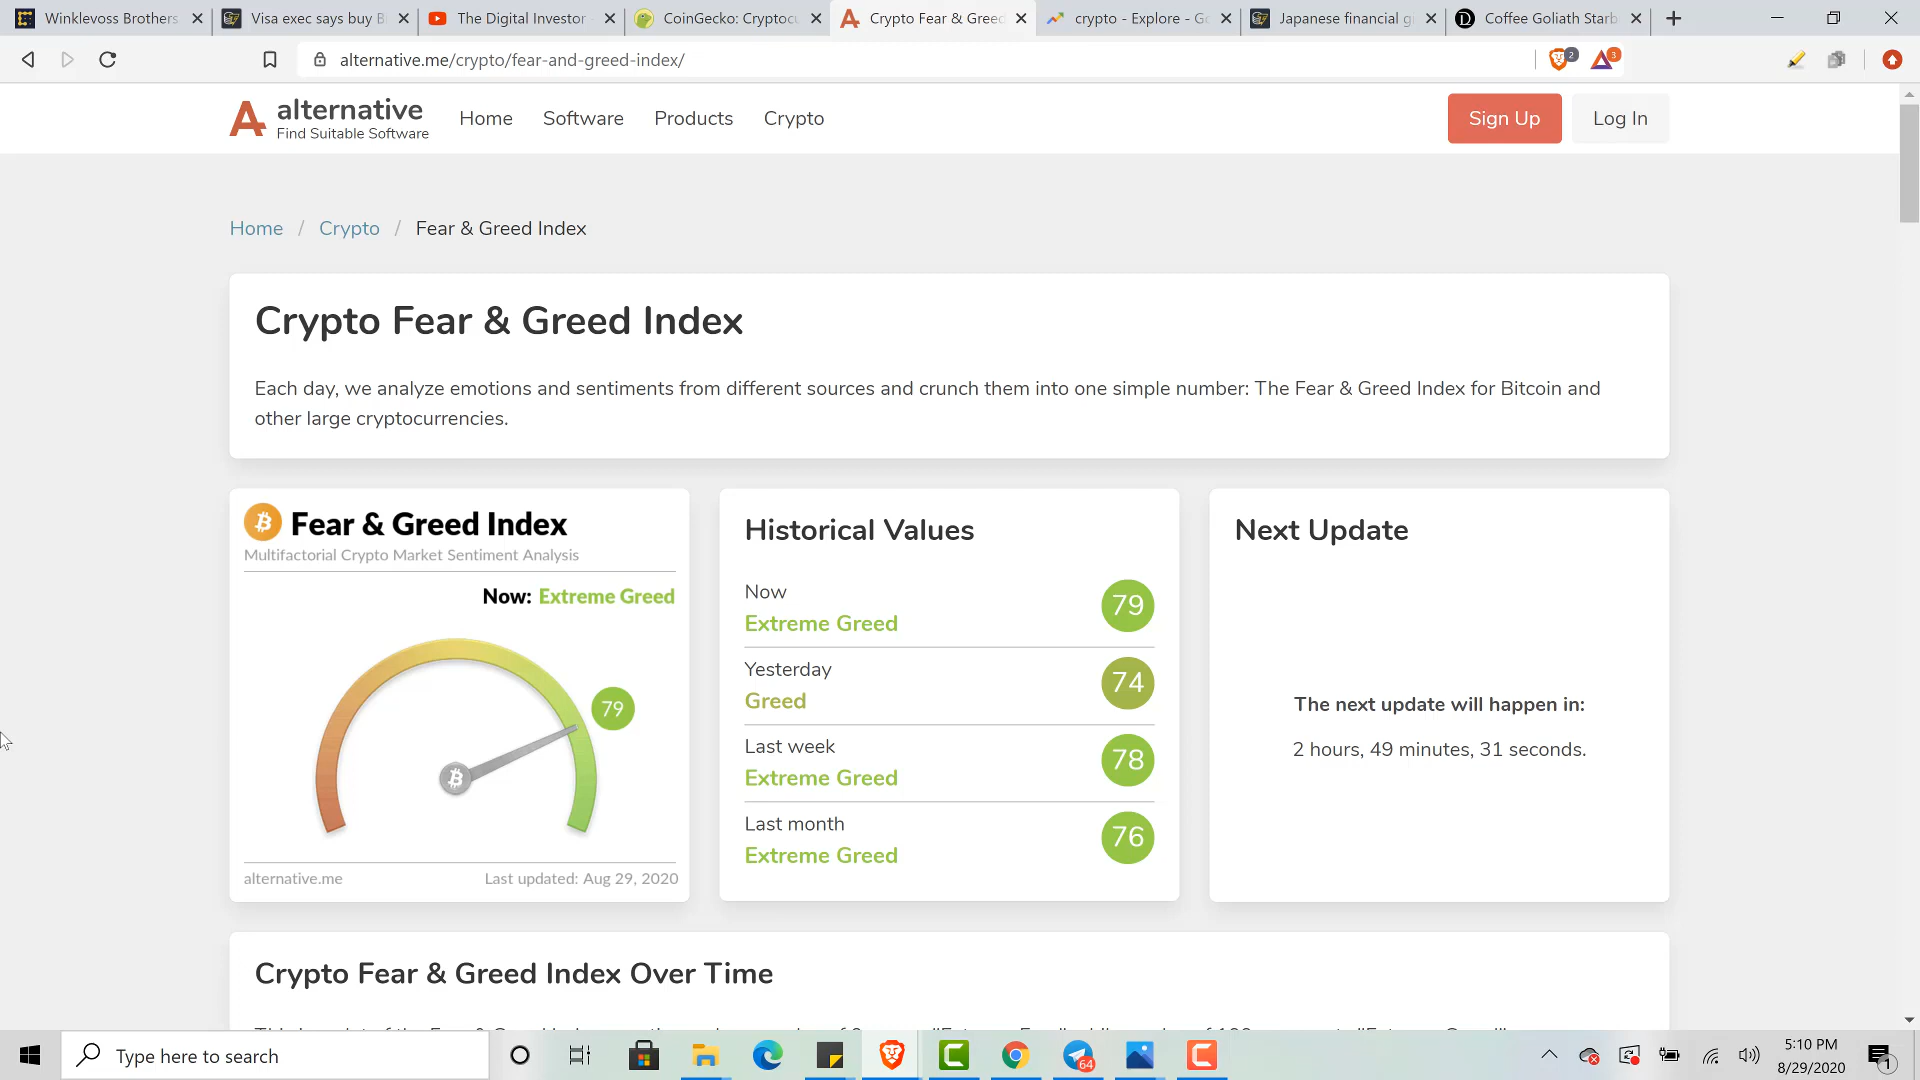 Winklevoss Brothers
Visa exec says buy B
The Digital Investor
CoinGecko: Cryptocu
Crypto Fear & Greed
crypto - Explore - Go
Japanese financial g
Coffee Goliath Starb
alternative.me/crypto/fear-and-greed-index/
2
3
alternative
Find Suitable Software
Home
Software
Products
Crypto
Sign Up
Log In
Home / Crypto / Fear & Greed Index
Crypto Fear & Greed Index
Each day, we analyze emotions and sentiments from different sources and crunch them into one simple number: The Fear & Greed Index for Bitcoin and
other large cryptocurrencies.
Fear & Greed Index
Multifactorial Crypto Market Sentiment Analysis
Now: Extreme Greed
79
alternative.me
Last updated: Aug 29, 2020
Historical Values
Now
Extreme Greed
79
Yesterday
Greed
74
Last week
Extreme Greed
78
Last month
Extreme Greed
76
Next Update
The next update will happen in:
2 hours, 49 minutes, 31 seconds.
Crypto Fear & Greed Index Over Time
Type here to search
64
5:10 PM
8/29/2020
1